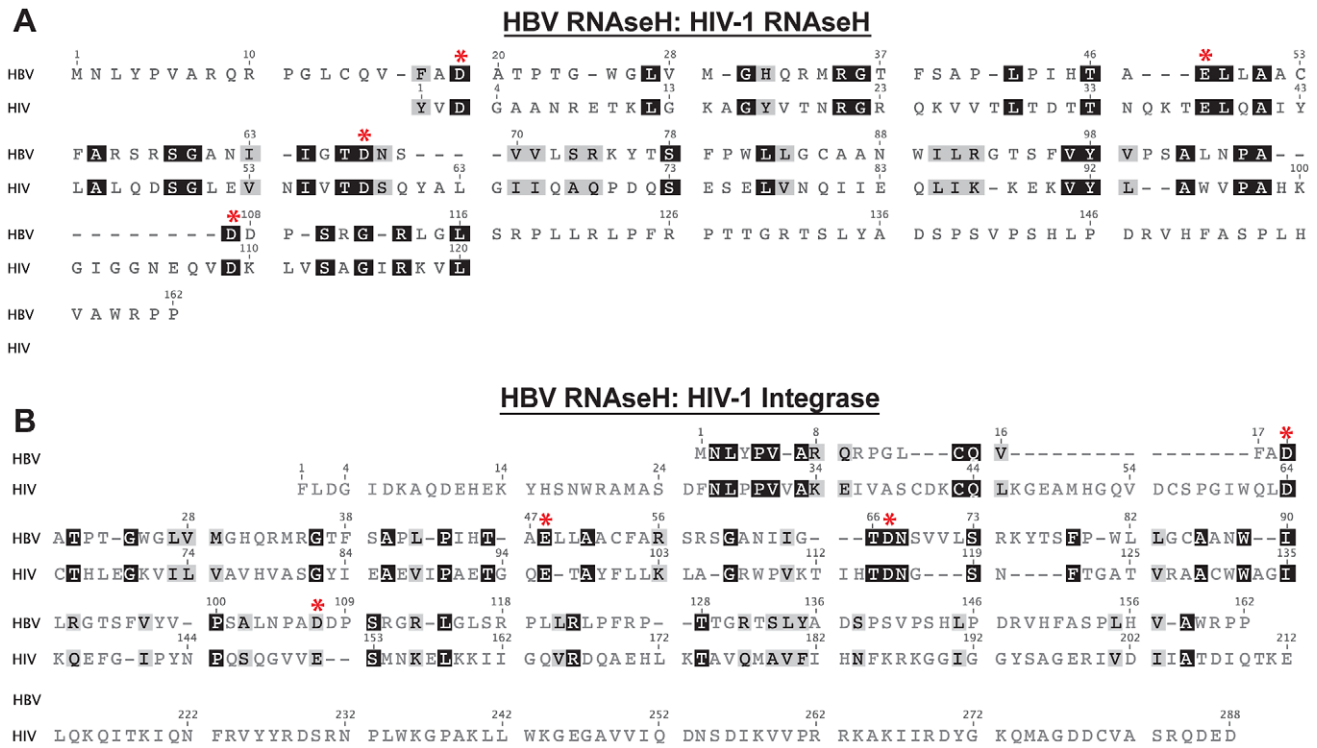 A
HBV RNAseH: HIV-1 RNAseH
1 10 20 28 37 46 * 53
HBV M N L Y P V A R Q R P G L C Q V - F A D A T P T G - W G L V M - G H Q R M R G T F S A P - L P I H T A - - - E L L A A C
1 4 13 23 33 43
HIV Y V D G A A N R E T K L G K A G Y V T N R G R Q K V V T L T D T T N Q K T E L Q A I Y
63 * 70 78 88 98
HBV F A R S R S G A N I - I G T D N S - - - - V V L S R K Y T S F P W L L G C A A N W I L R G T S F V Y V P S A L N P A - -
53 63 73 83 92 100
HIV L A L Q D S G L E V N I V T D S Q Y A L G I I Q A Q P D Q S E S E L V N Q I I E Q L I K - K E K V Y L - - A W V P A H K
* 108 116 126 136 146
HBV - - - - - - - - D D P - S R G - R L G L S R P L L R L P F R P T T G R T S L Y A D S P S V P S H L P D R V H F A S P L H
110 120
HIV G I G G N E Q V D K L V S A G I R K V L
162
HBV V A W R P P
HIV
HBV RNAseH: HIV-1 Integrase
B
1 8 16 17 *
HBV M N L Y P V - A R Q R P G L - - - C Q V - - - - - - - - - - - - - F A D
1 4 14 24 34 44 54 64
HIV F L D G I D K A Q D E H E K Y H S N W R A M A S D F N L P P V V A K E I V A S C D K C Q L K G E A M H G Q V D C S P G I W Q L D
28 38 47 * 56 66 * 73 82 90
HBV A T P T - G W G L V M G H Q R M R G T F S A P L - P I H T - A E L L A A C F A R S R S G A N I I G - - - - T D N S V V L S R K Y T S F P - W L L G C A A N W - I
74 84 94 103 112 119 125 135
HIV C T H L E G K V I L V A V H V A S G Y I E A E V I P A E T G Q E - T A Y F L L K L A - G R W P V K T I H T D N G - - - S N - - - - F T G A T V R A A C W W A G I
100 * 109 118 128 136 146 156 162
HBV L R G T S F V Y V - P S A L N P A D D P S R G R - L G L S R P L L R L P F R P - T T G R T S L Y A D S P S V P S H L P D R V H F A S P L H V - A W R P P
144 153 162 172 182 192 202 212
HIV K Q E F G - I P Y N P Q S Q G V V E - - S M N K E L K K I I G Q V R D Q A E H L K T A V Q M A V F I H N F K R K G G I G G Y S A G E R I V D I I A T D I Q T K E
HBV
222 232 242 252 262 272 288
HIV L Q K Q I T K I Q N F R V Y Y R D S R N P L W K G P A K L L W K G E G A V V I Q D N S D I K V V P R R K A K I I R D Y G K Q M A G D D C V A S R Q D E D